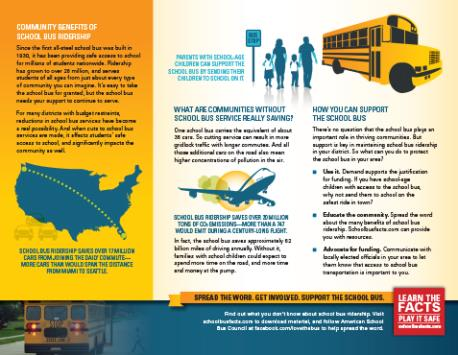 COMMUNITY BENEFITS OF
SCHOOL BUS RIDERSHIP
Since the first all-steel school bus was built in
1930, it has been providing safe access to school
for millions of students nationwide. Ridership
has grown to over 26 million, and serves
students of all ages from just about every type
of community you can imagine. It's easy to take
the school bus for granted, but the school bus
needs your support to continue to serve.
For many districts with budget restraints,
reductions in school bus services have become
a real possibility. And when cuts to school bus
services are made, it affects students' safe
access to school, and significantly impacts the
community as well.
SCHOOL BUS RIDERSHIP SAVES OVER 17 MILLION
CARS FROM JOINING THE DAILY COMMUTE—
MORE CARS THAN WOULD SPAN THE DISTANCE
FROM MIAMI TO SEATTLE.
BUS
STOP
PARENTS WITH SCHOOL-AGE
CHILDREN CAN SUPPORT THE
SCHOOL BUS BY SENDING THEIR
CHILDREN TO SCHOOL ON IT.
WHAT ARE COMMUNITIES WITHOUT
SCHOOL BUS SERVICE REALLY SAVING?
One school bus carries the equivalent of about
36 cars. So cutting service can result in more
gridlock traffic with longer commutes. And all
those additional cars on the road also mean
higher concentrations of pollution in the air.
SCHOOL BUS RIDERSHIP SAVES OVER 20 MILLION
TONS OF CO₂ EMISSIONS—MORE THAN A 747
WOULD EMIT DURING A CENTURY-LONG FLIGHT.
In fact, the school bus saves approximately 62
billion miles of driving annually. Without it,
families with school children could expect to
spend more time on the road, and more time
and money at the pump.
HOW YOU CAN SUPPORT
THE SCHOOL BUS
There's no question that the school bus plays an
important role in thriving communities. But
support is key in maintaining school bus ridership
in your district. So what can you do to protect
the school bus in your area?
Use it. Demand supports the justification
for funding. If you have school-age
children with access to the school bus,
why not send them to school on the
safest ride in town?
Educate the community. Spread the word
about the many benefits of school bus
ridership. Schoolbusfacts.com can provide
you with resources.
Advocate for funding. Communicate with
locally elected officials in your area to let
them know that access to school bus
transportation is important to you.
SPREAD THE WORD. GET INVOLVED. SUPPORT THE SCHOOL BUS.
Find out what you don't know about school bus ridership. Visit
schoolbusfacts.com to download material, and follow American School
Bus Council at facebook.com/lovethebus to help spread the word.
LEARN THE
FACTS
PLAY IT SAFE
schoolbusfacts.com